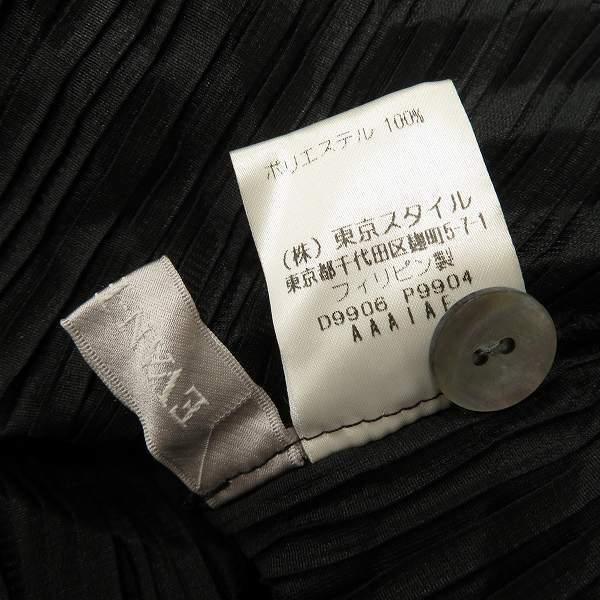 ポリエステル 100%
(株) 東京スタイル
東京都千代田区麹町5-7-1
フィリピン製
D9906 P9904
AAAIAE